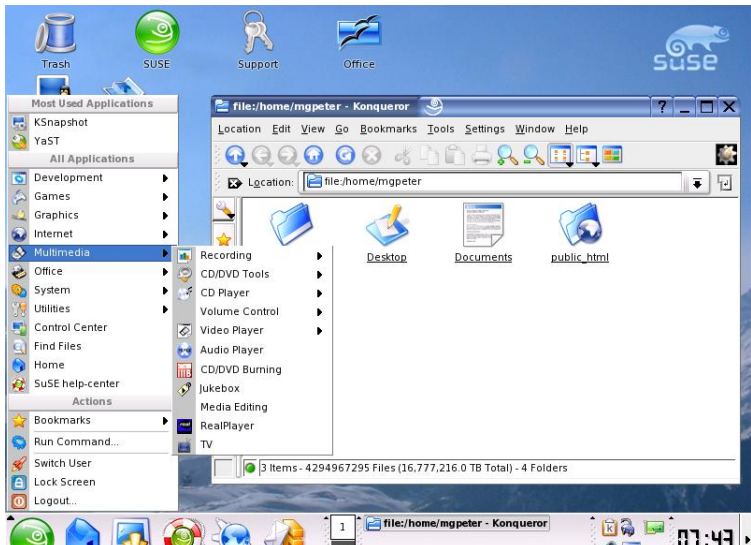 Trash
SUSE
Support
Office
suse
Most Used Applications
KSnapshot
YaST
All Applications
Development
Games
Graphics
Internet
Multimedia
Office
System
Utilities
Control Center
Find Files
Home
SuSE help-center
Actions
Bookmarks
Run Command...
Switch User
Lock Screen
Logout...
Recording
CD/DVD Tools
CD Player
Volume Control
Video Player
Audio Player
CD/DVD Burning
Jukebox
Media Editing
RealPlayer
TV
file:/home/mgpeter - Konqueror
Location Edit View Go Bookmarks Tools Settings Window Help
Location: file:/home/mgpeter
Desktop
Documents
public_html
3 Items - 4294967295 Files (16,777,216.0 TB Total) - 4 Folders
1
file:/home/mgpeter - Konqueror
07:43